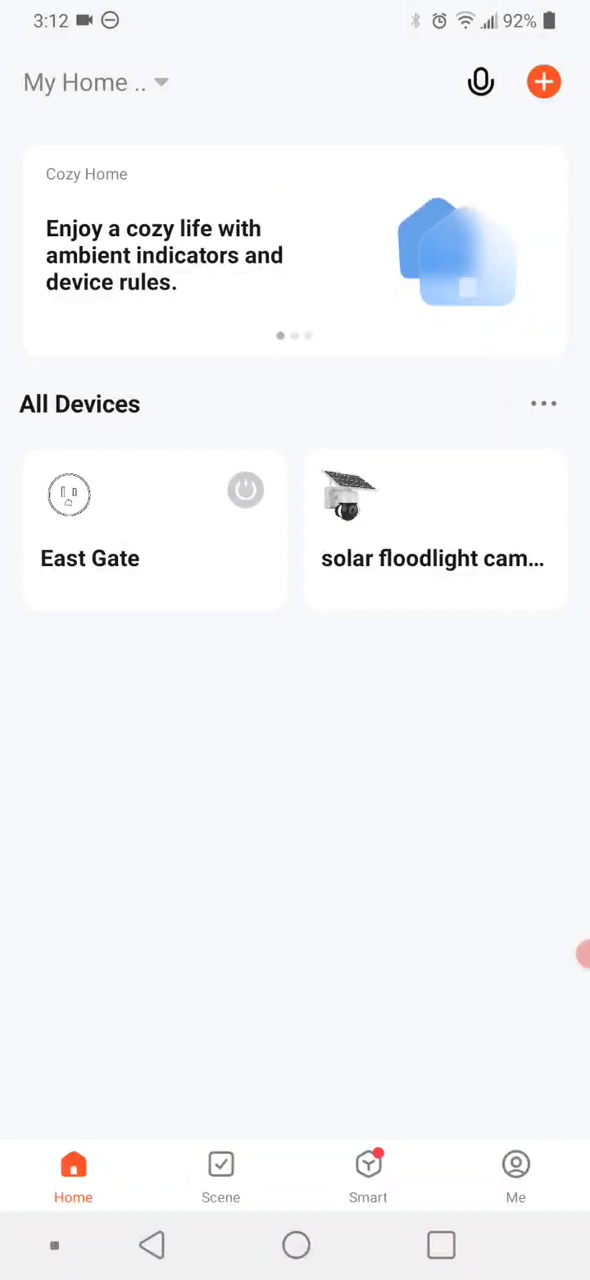 3:12
92%
My Home ..
Cozy Home
Enjoy a cozy life with
ambient indicators and
device rules.
All Devices
East Gate
solar floodlight cam...
Home
Scene
Smart
Me